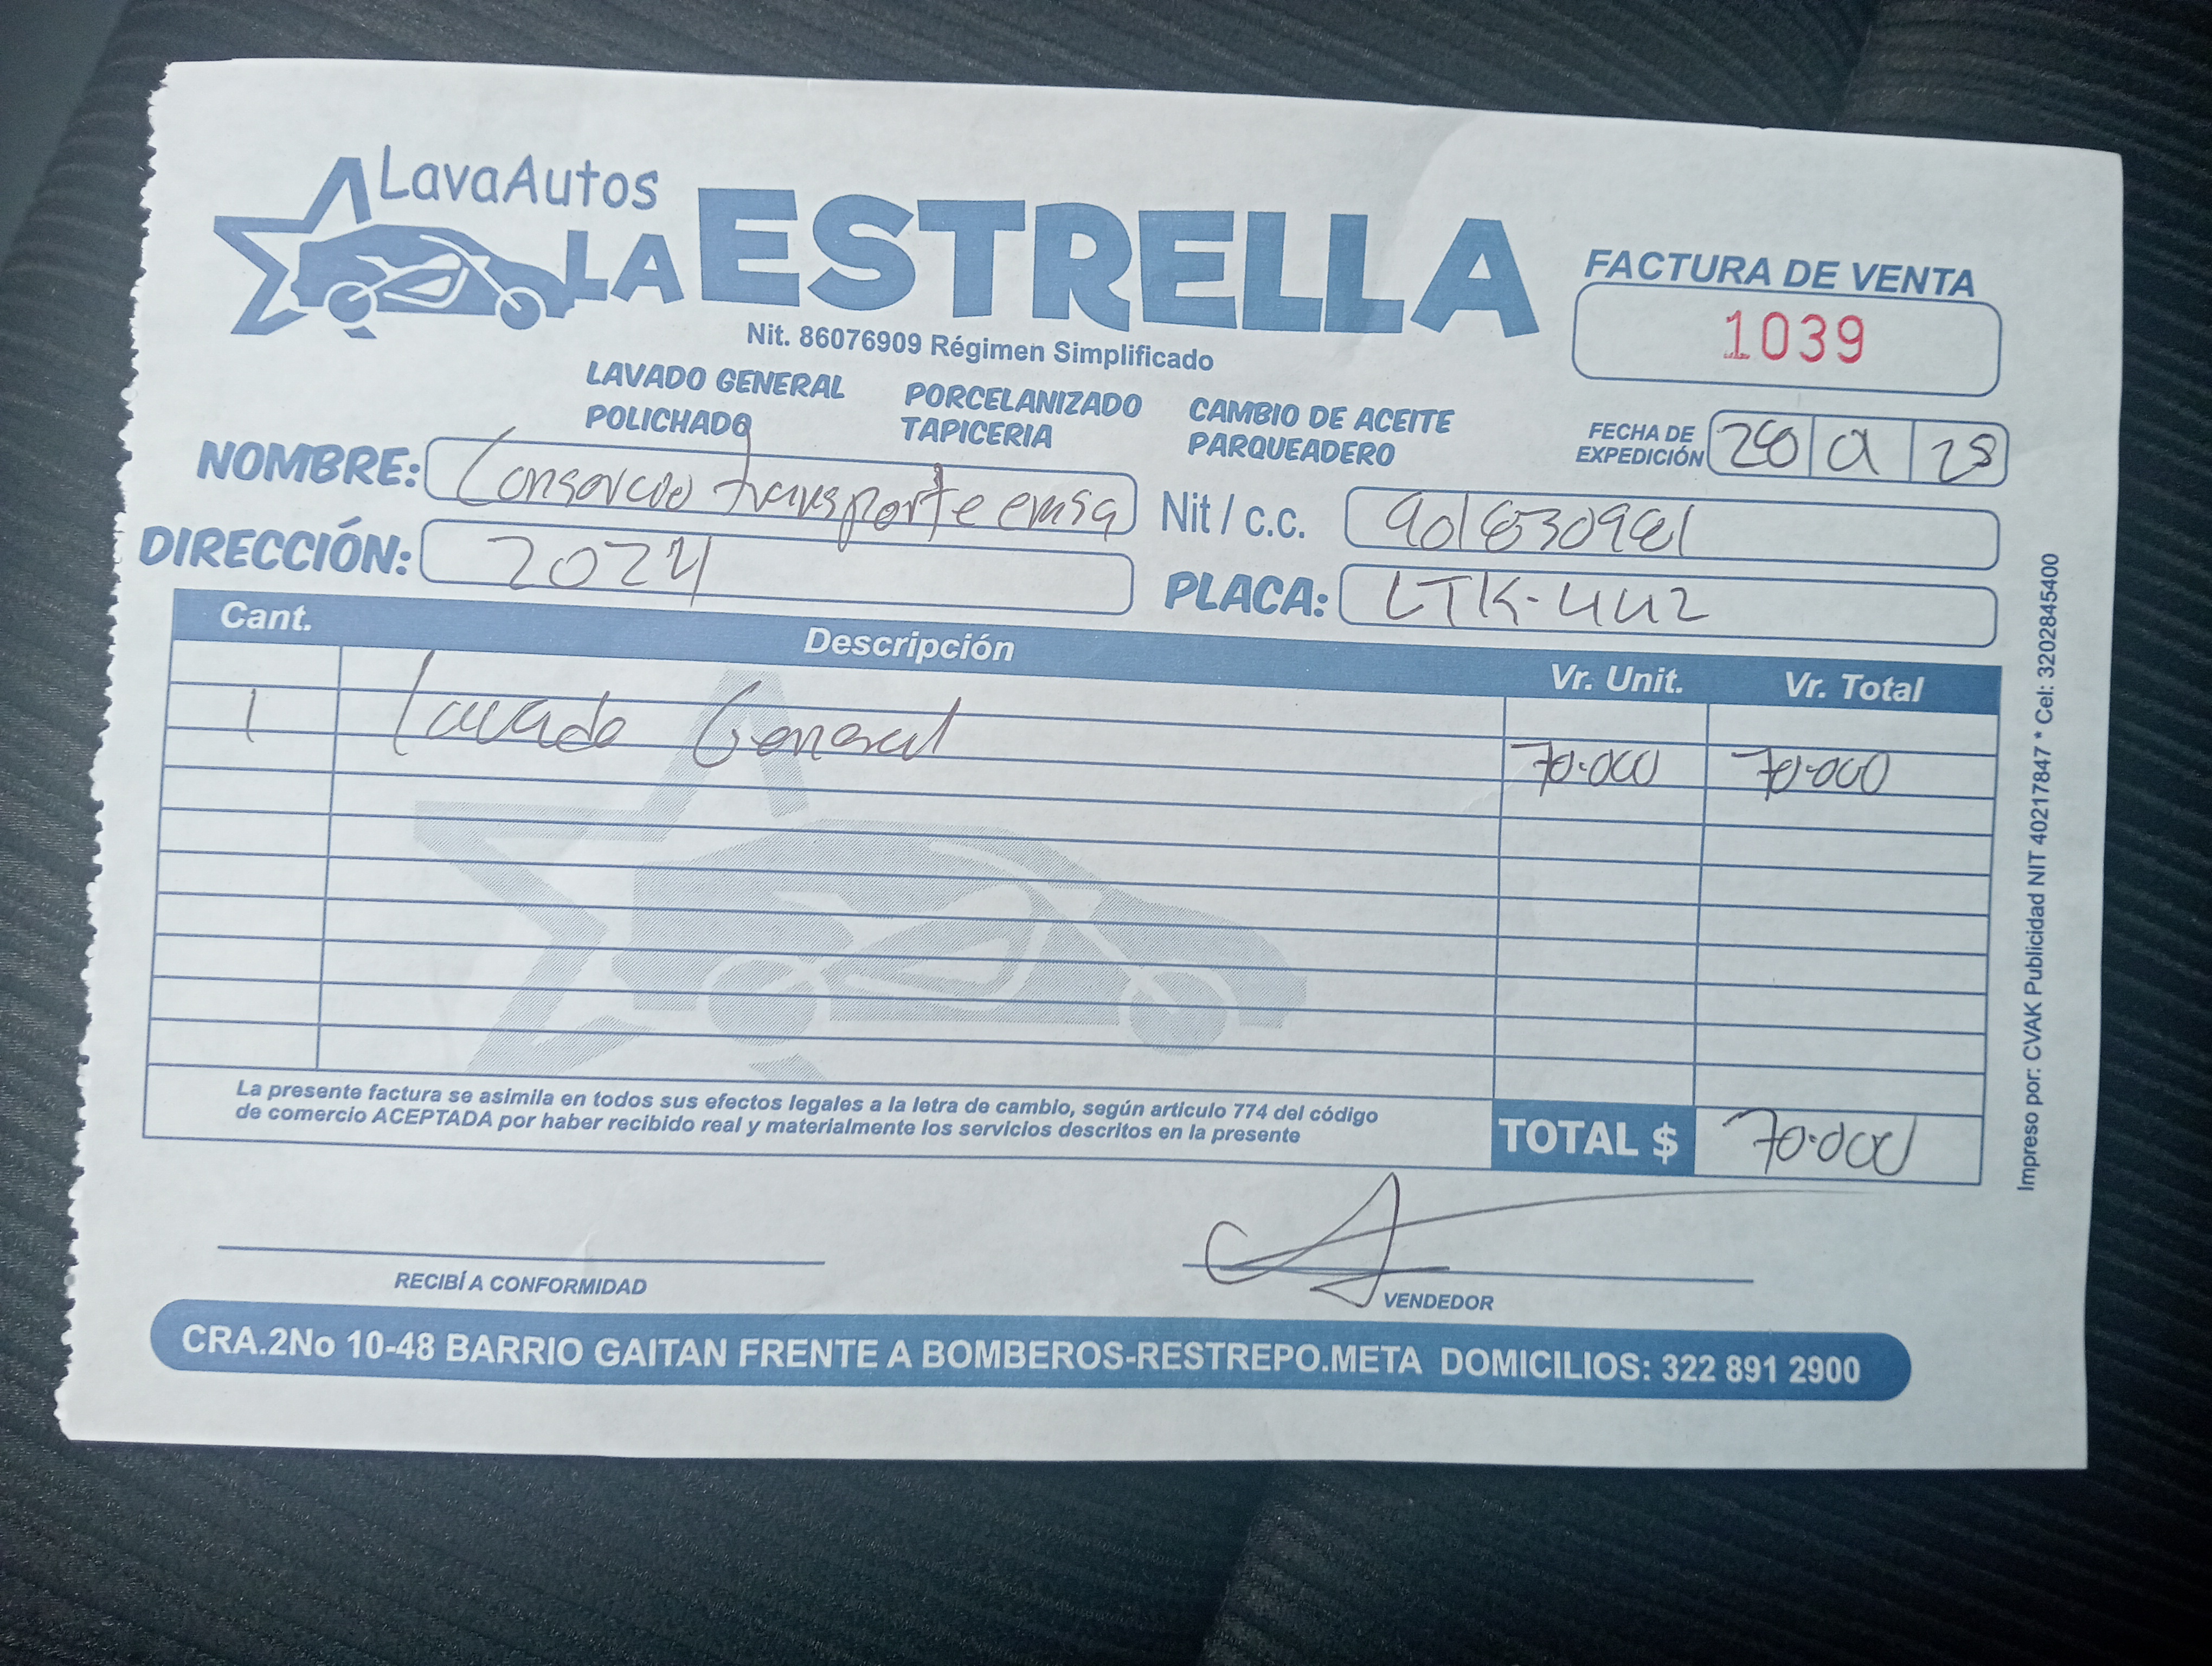 LavaAutos
LA ESTRELLA
Nit. 86076909 Régimen Simplificado
FACTURA DE VENTA
1039
LAVADO GENERAL PORCELANIZADO CAMBIO DE ACEITE
POLICHADO TAPICERIA PARQUEADERO
FECHA DE EXPEDICIÓN
NOMBRE: Consorcio transporte emsa Nit / c.c.
DIRECCIÓN: 2024 PLACA: LTK-442
Cant. Descripción Vr. Unit. Vr. Total
1 Lavado General 70.000 70.000
La presente factura se asimila en todos sus efectos legales a la letra de cambio, según articulo 774 del código
de comercio ACEPTADA por haber recibido real y materialmente los servicios descritos en la presente
TOTAL $ 70.000
RECIBÍ A CONFORMIDAD VENDEDOR
CRA.2No 10-48 BARRIO GAITAN FRENTE A BOMBEROS-RESTREPO.META DOMICILIOS: 322 891 2900
Impreso por: CVAK Publicidad NIT 40217847 * Cel: 3202845400